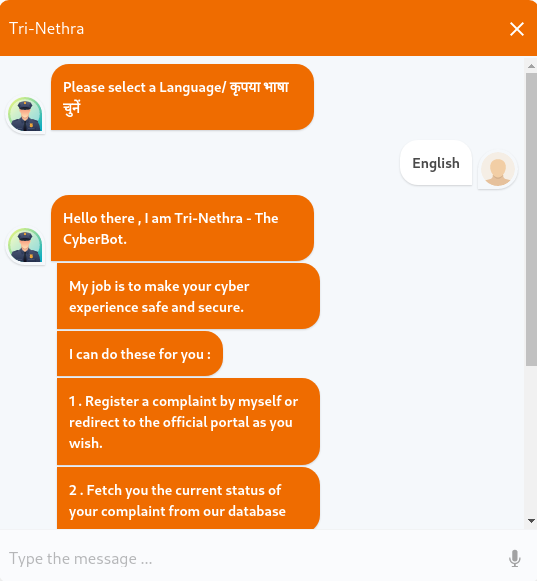 Tri-Nethra
Please select a Language/ कृपया भाषा
चुनें
English
Hello there , I am Tri-Nethra - The
CyberBot.
My job is to make your cyber
experience safe and secure.
I can do these for you :
1 . Register a complaint by myself or
redirect to the official portal as you
wish.
2 . Fetch you the current status of
your complaint from our database
Type the message ...